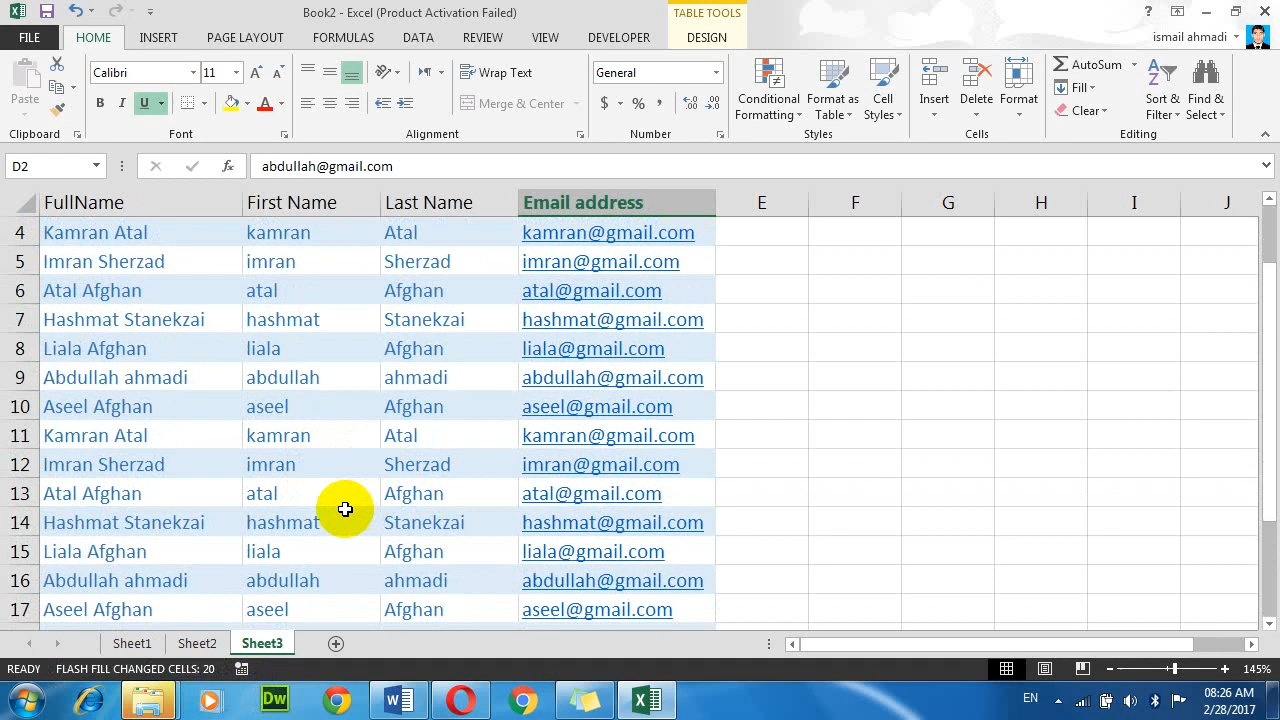 Book2 - Excel (Product Activation Failed)
TABLE TOOLS
FILE HOME INSERT PAGE LAYOUT FORMULAS DATA REVIEW VIEW DEVELOPER DESIGN ismail ahmadi
Paste
Calibri 11
Wrap Text
Merge & Center
General
Conditional Formatting
Format as Table
Cell Styles
Insert
Delete
Format
AutoSum
Fill
Clear
Sort & Filter
Find & Select
Clipboard Font Alignment Number Styles Cells Editing
D2 fx abdullah@gmail.com
FullName First Name Last Name Email address E F G H I J
4 Kamran Atal kamran Atal kamran@gmail.com
5 Imran Sherzad imran Sherzad imran@gmail.com
6 Atal Afghan atal Afghan atal@gmail.com
7 Hashmat Stanekzai hashmat Stanekzai hashmat@gmail.com
8 Liala Afghan liala Afghan liala@gmail.com
9 Abdullah ahmadi abdullah ahmadi abdullah@gmail.com
10 Aseel Afghan aseel Afghan aseel@gmail.com
11 Kamran Atal kamran Atal kamran@gmail.com
12 Imran Sherzad imran Sherzad imran@gmail.com
13 Atal Afghan atal Afghan atal@gmail.com
14 Hashmat Stanekzai hashmat Stanekzai hashmat@gmail.com
15 Liala Afghan liala Afghan liala@gmail.com
16 Abdullah ahmadi abdullah ahmadi abdullah@gmail.com
17 Aseel Afghan aseel Afghan aseel@gmail.com
Sheet1 Sheet2 Sheet3
READY FLASH FILL CHANGED CELLS: 20 145%
Dw EN 08:26 AM
2/28/2017